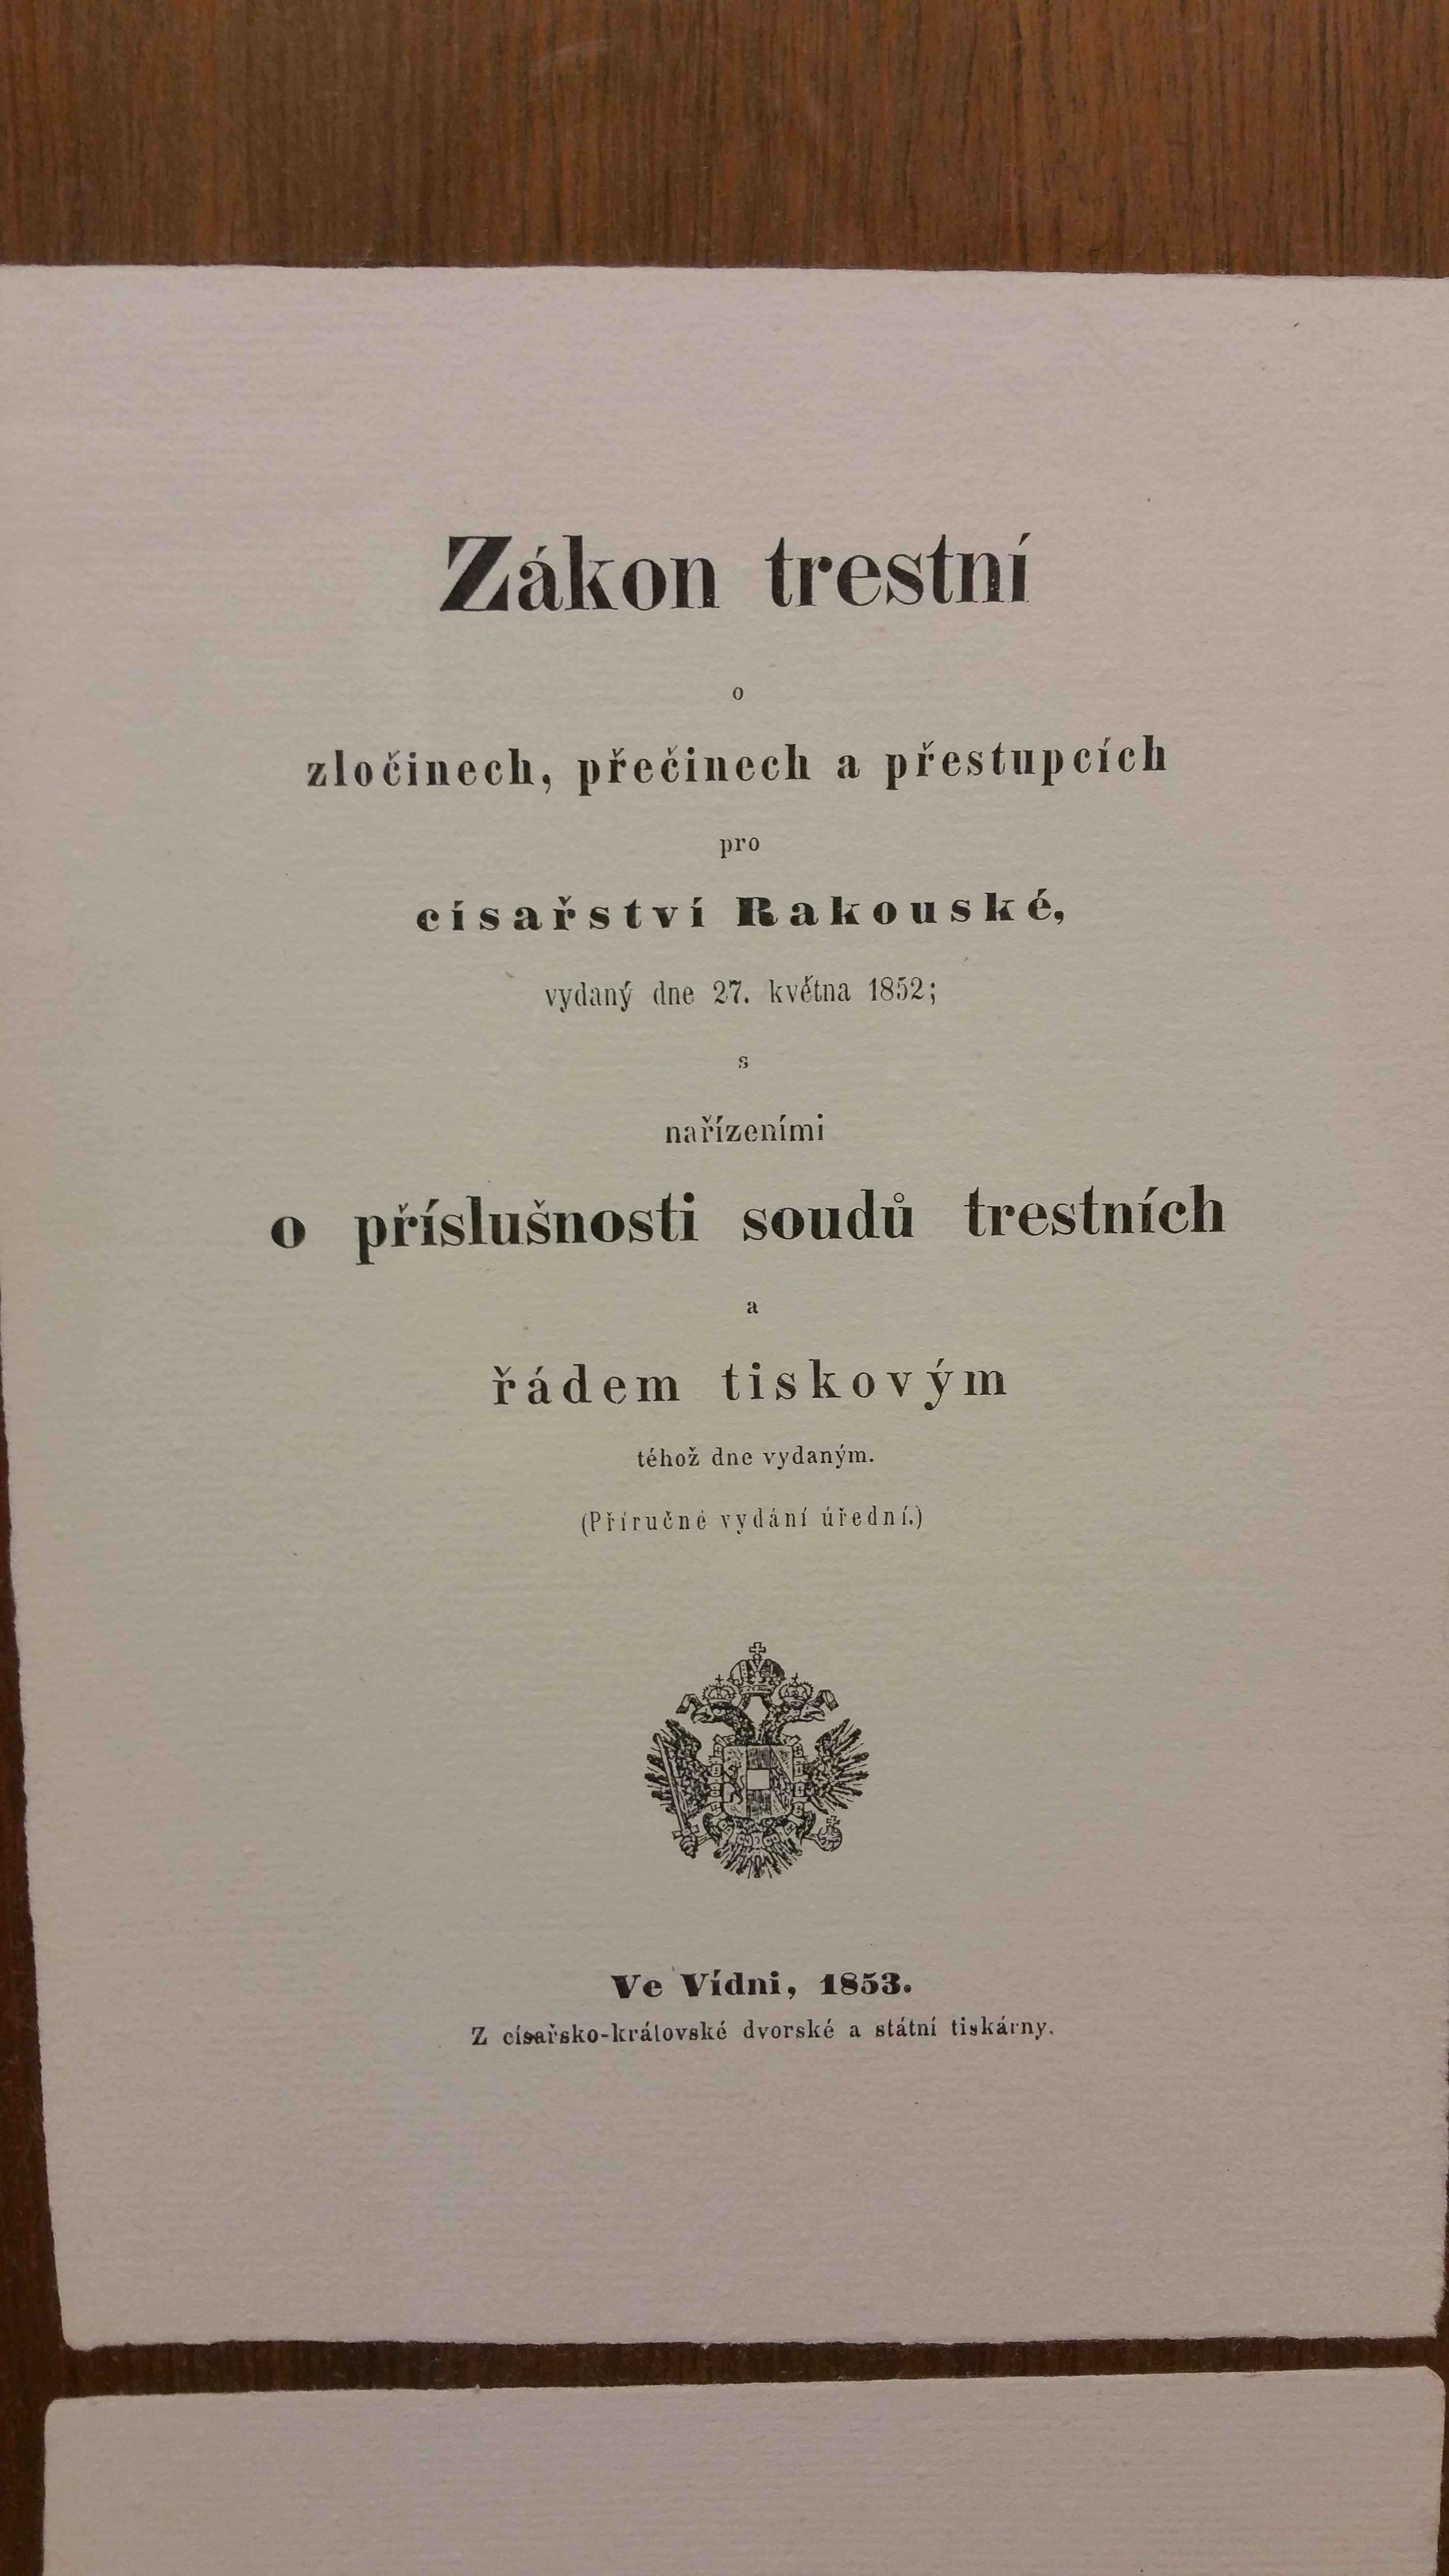 Zákon trestní
o
zločinech, přečinech a přestupcích
pro
císařství Rakouské,
vydaný dne 27. května 1852;
s
nařízeními
o příslušnosti soudů trestních
a
řádem tiskovým
téhož dne vydaným.
(Příručné vydání úřední.)
Ve Vídni, 1853.
Z císařsko-královské dvorské a státní tiskárny.